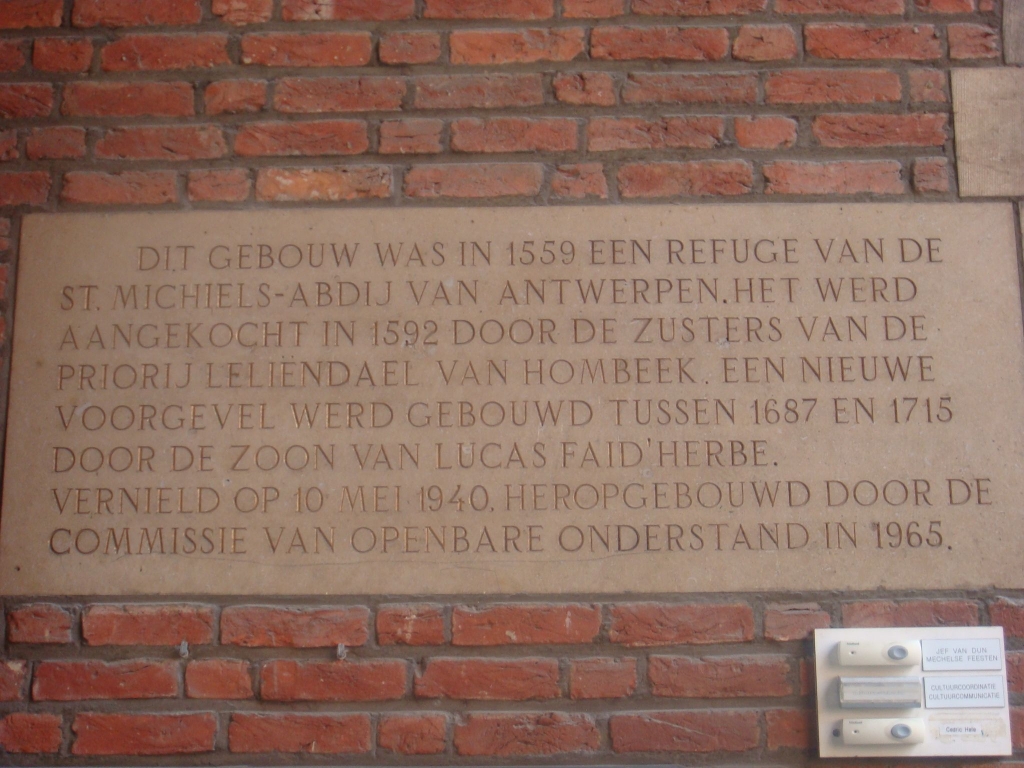 DIT GEBOUW WAS IN 1559 EEN REFUGE VAN DE
ST. MICHIELS-ABDIJ VAN ANTWERPEN. HET WERD
AANGEKOCHT IN 1592 DOOR DE ZUSTERS VAN DE
PRIORIJ LELIËNDAEL VAN HOMBEEK. EEN NIEUWE
VOORGEVEL WERD GEBOUWD TUSSEN 1687 EN 1715
DOOR DE ZOON VAN LUCAS FAID'HERBE.
VERNIELD OP 10 MEI 1940, HEROPGEBOUWD DOOR DE
COMMISSIE VAN OPENBARE ONDERSTAND IN 1965.
JEF VAN DIJN
MECHELSE FEESTEN
CULTUURCOORDINATIE
CULTUURCOMMUNICATIE
Cedric Hele